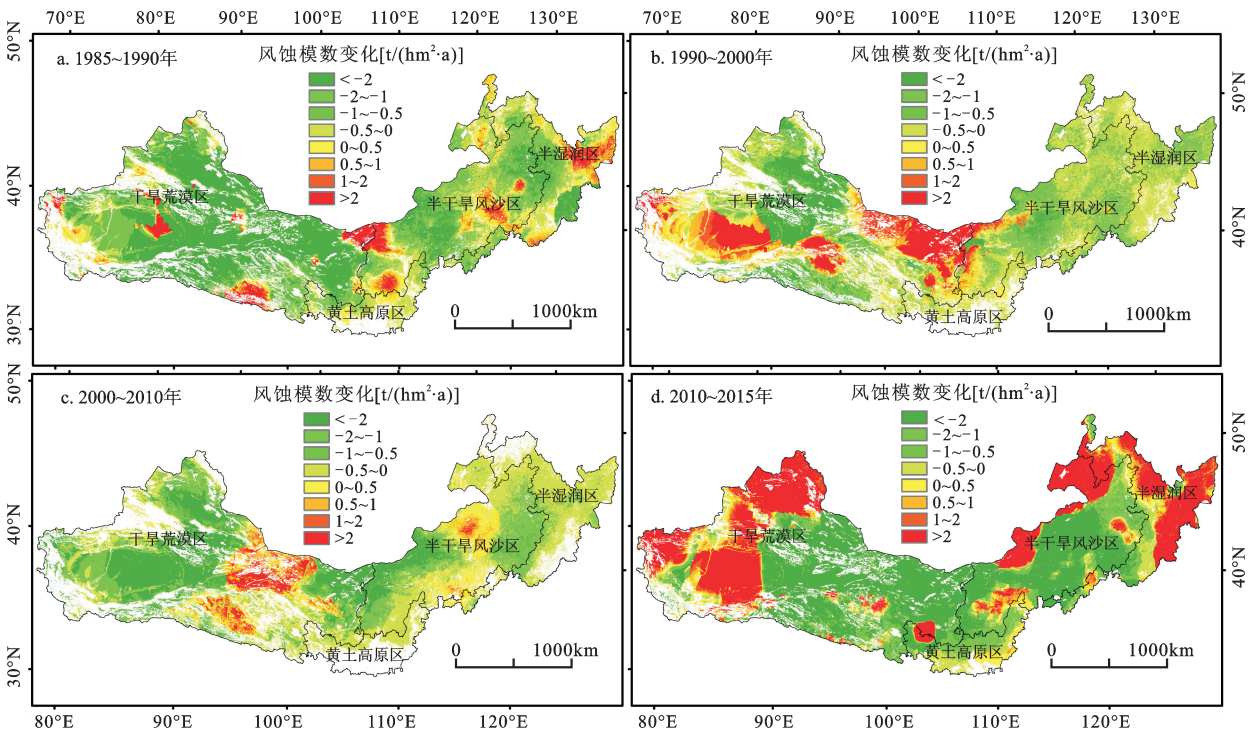 70°E 80°E 90°E 100°E 110°E 120°E 130°E
70°E 80°E 90°E 100°E 110°E 120°E 130°E
50°N
40°N
30°N
a. 1985~1990年
风蚀模数变化[t/(hm²·a)]
<-2
-2~-1
-1~-0.5
-0.5~0
0~0.5
0.5~1
1~2
>2
半湿润区
干旱荒漠区
半干旱风沙区
黄土高原区
0 1000km
b. 1990~2000年
风蚀模数变化[t/(hm²·a)]
<-2
-2~-1
-1~-0.5
-0.5~0
0~0.5
0.5~1
1~2
>2
半湿润区
干旱荒漠区
半干旱风沙区
黄土高原区
0 1000km
50°N
40°N
50°N
40°N
30°N
c. 2000~2010年
风蚀模数变化[t/(hm²·a)]
<-2
-2~-1
-1~-0.5
-0.5~0
0~0.5
0.5~1
1~2
>2
半湿润区
干旱荒漠区
半干旱风沙区
黄土高原区
0 1000km
d. 2010~2015年
风蚀模数变化[t/(hm²·a)]
<-2
-2~-1
-1~-0.5
-0.5~0
0~0.5
0.5~1
1~2
>2
半湿润区
干旱荒漠区
半干旱风沙区
黄土高原区
0 1000km
50°N
40°N
80°E 90°E 100°E 110°E 120°E
80°E 90°E 100°E 110°E 120°E